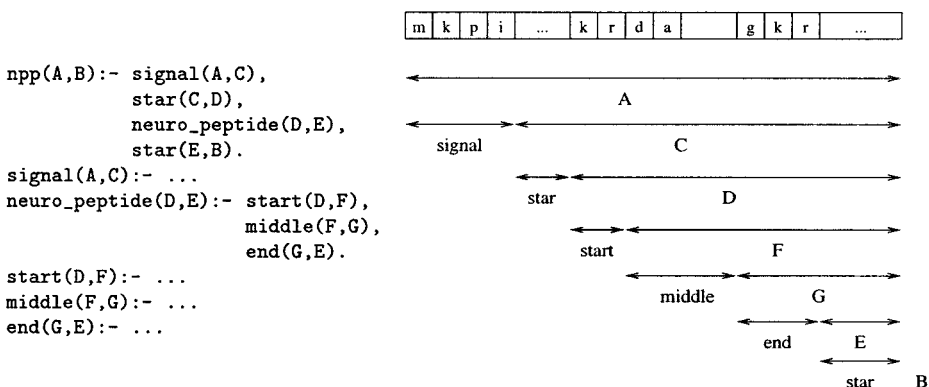 m k p i ... k r d a g k r ...
npp(A,B):- signal(A,C),
star(C,D),
neuro_peptide(D,E),
star(E,B).
signal(A,C):- ...
neuro_peptide(D,E):- start(D,F),
middle(F,G),
end(G,E).
start(D,F):- ...
middle(F,G):- ...
end(G,E):- ...
A
signal C
star D
start F
middle G
end E
star B